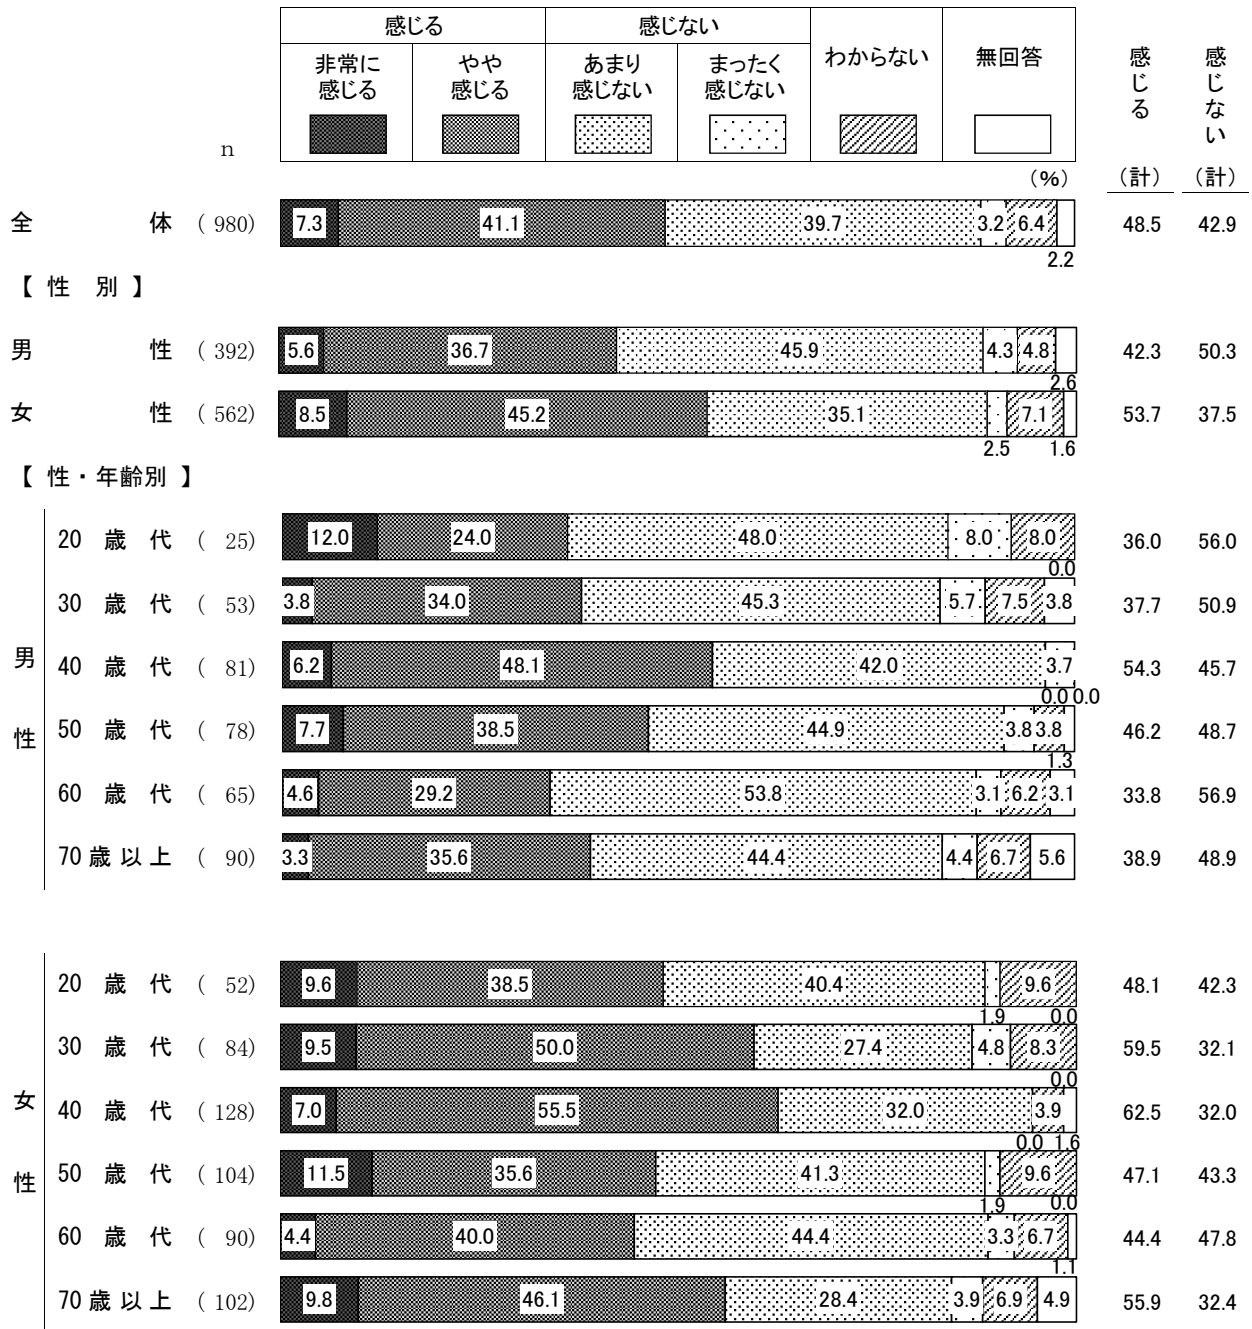 感じる 感じない わからない 無回答 感じる 感じない
非常に感じる やや感じる あまり感じない まったく感じない
n
(%) (計) (計)
全体 (980) 7.3 41.1 39.7 3.2 6.4 48.5 42.9
2.2
【 性 別 】
男性 (392) 5.6 36.7 45.9 4.3 4.8 42.3 50.3
2.6
女性 (562) 8.5 45.2 35.1 7.1 53.7 37.5
2.5 1.6
【 性・年齢別 】
男性
20歳代 (25) 12.0 24.0 48.0 8.0 8.0 36.0 56.0
0.0
30歳代 (53) 3.8 34.0 45.3 5.7 7.5 3.8 37.7 50.9
40歳代 (81) 6.2 48.1 42.0 3.7 54.3 45.7
0.0 0.0
50歳代 (78) 7.7 38.5 44.9 3.8 3.8 46.2 48.7
1.3
60歳代 (65) 4.6 29.2 53.8 3.1 6.2 3.1 33.8 56.9
70歳以上 (90) 3.3 35.6 44.4 4.4 6.7 5.6 38.9 48.9
女性
20歳代 (52) 9.6 38.5 40.4 9.6 48.1 42.3
1.9 0.0
30歳代 (84) 9.5 50.0 27.4 4.8 8.3 59.5 32.1
0.0
40歳代 (128) 7.0 55.5 32.0 3.9 62.5 32.0
0.0 1.6
50歳代 (104) 11.5 35.6 41.3 9.6 47.1 43.3
1.9 0.0
60歳代 (90) 4.4 40.0 44.4 3.3 6.7 44.4 47.8
1.1
70歳以上 (102) 9.8 46.1 28.4 3.9 6.9 4.9 55.9 32.4